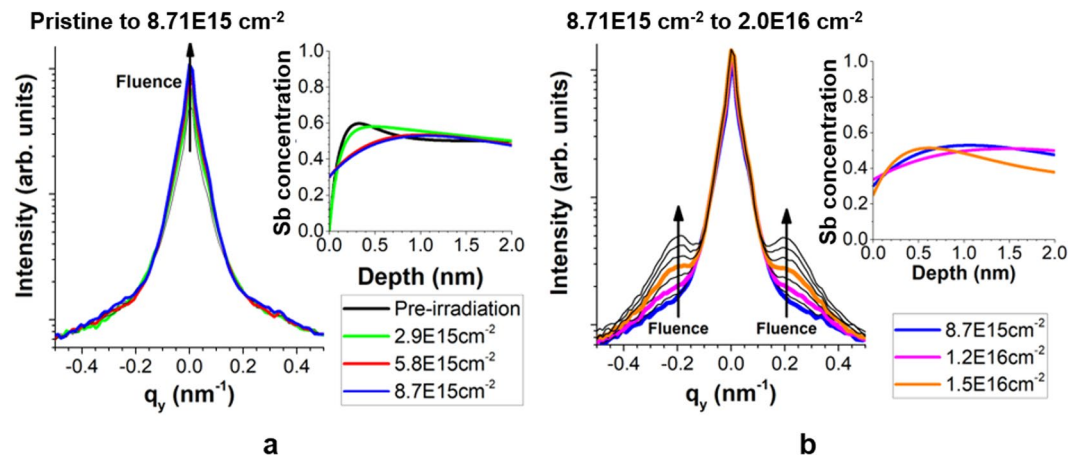 Pristine to 8.71E15 cm-2
8.71E15 cm-2 to 2.0E16 cm-2
Intensity (arb. units)
Fluence
-0.4 -0.2 0.0 0.2 0.4
qy (nm-1)
Sb concentration
1.0
0.8
0.6
0.4
0.2
0.0
0.0 0.5 1.0 1.5 2.0
Depth (nm)
Pre-irradiation
2.9E15cm-2
5.8E15cm-2
8.7E15cm-2
a
Intensity (arb. units)
Fluence Fluence
-0.4 -0.2 0.0 0.2 0.4
qy (nm-1)
Sb concentration
1.0
0.8
0.6
0.4
0.2
0.0
0.0 0.5 1.0 1.5 2.0
Depth (nm)
8.7E15cm-2
1.2E16cm-2
1.5E16cm-2
b